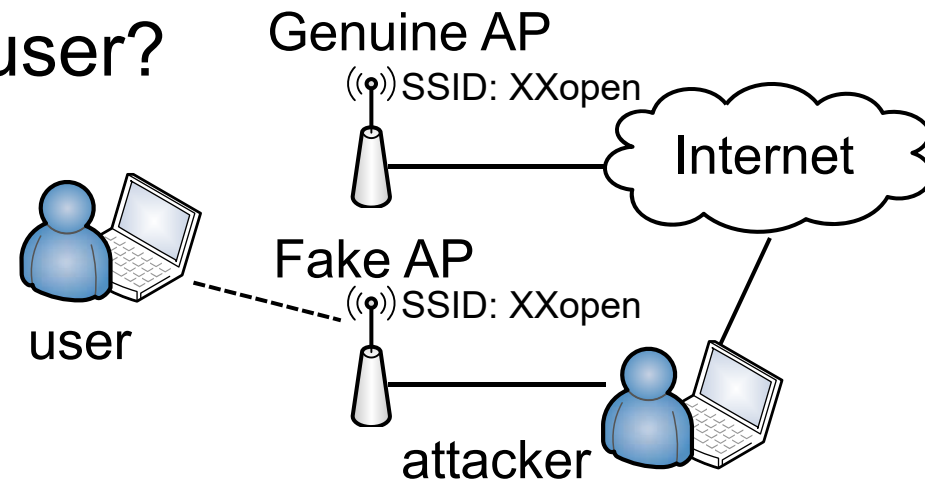 user?
Genuine AP
SSID: XXopen
Internet
Fake AP
SSID: XXopen
user
attacker